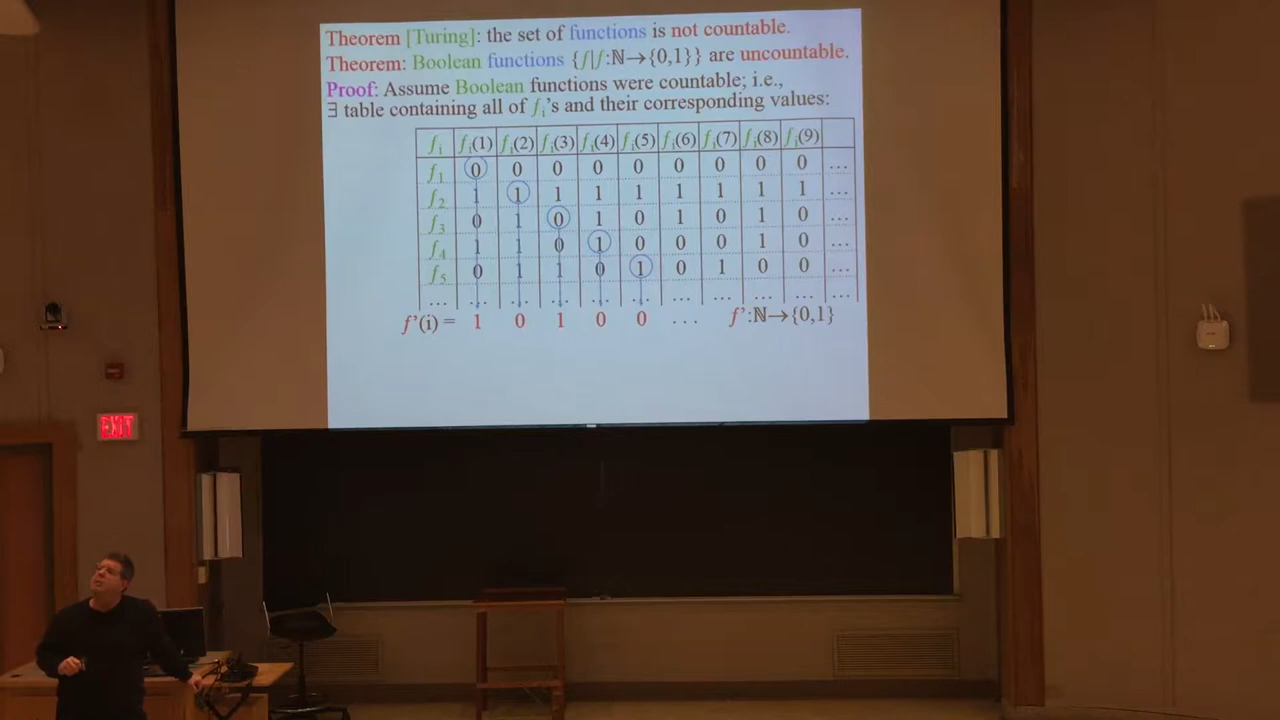 Theorem [Turing]: the set of functions is not countable.
Theorem: Boolean functions {f|f:ℕ→{0,1}} are uncountable.
Proof: Assume Boolean functions were countable; i.e.,
∃ table containing all of fᵢ's and their corresponding values:
fᵢ fᵢ(1) fᵢ(2) fᵢ(3) fᵢ(4) fᵢ(5) fᵢ(6) fᵢ(7) fᵢ(8) fᵢ(9)
f₁ 0 0 0 0 0 0 0 0 0 ...
f₂ 1 1 1 1 1 1 1 1 1 ...
f₃ 0 1 0 1 0 1 0 1 0 ...
f₄ 1 1 0 1 0 0 0 1 0 ...
f₅ 0 1 1 0 1 0 1 0 0 ...
... ... ... ... ... ... ... ... ... ... ...
f'(i) = 1 0 1 0 0 ... f':ℕ→{0,1}
EXIT